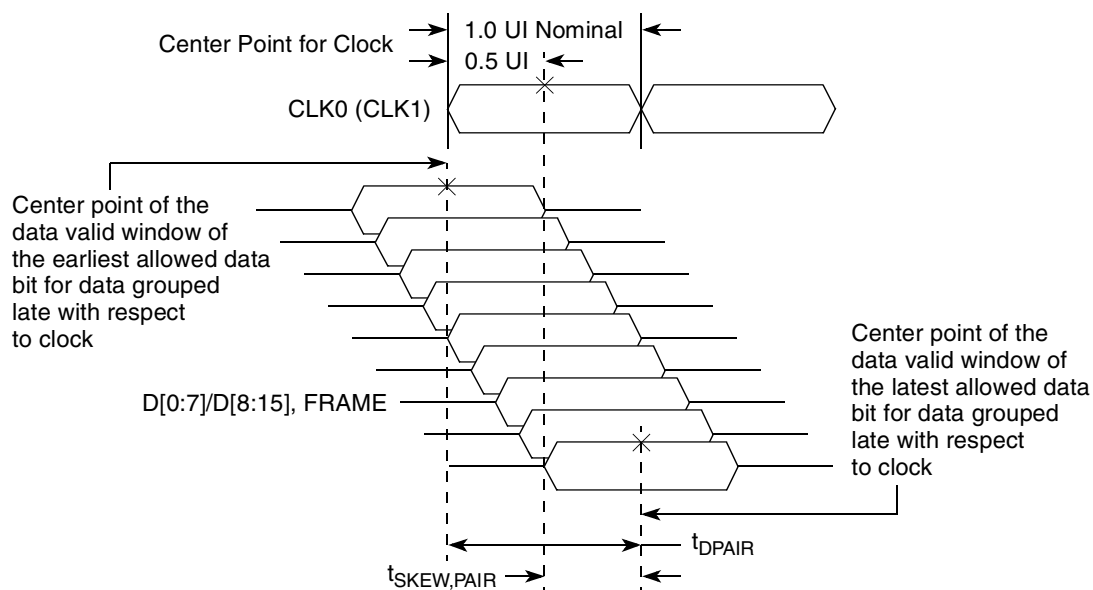 1.0 UI Nominal
Center Point for Clock
0.5 UI
CLK0 (CLK1)
Center point of the
data valid window of
the earliest allowed data
bit for data grouped
late with respect
to clock
Center point of the
data valid window of
the latest allowed data
bit for data grouped
late with respect
to clock
D[0:7]/D[8:15], FRAME
tDPAIR
tSKEW,PAIR